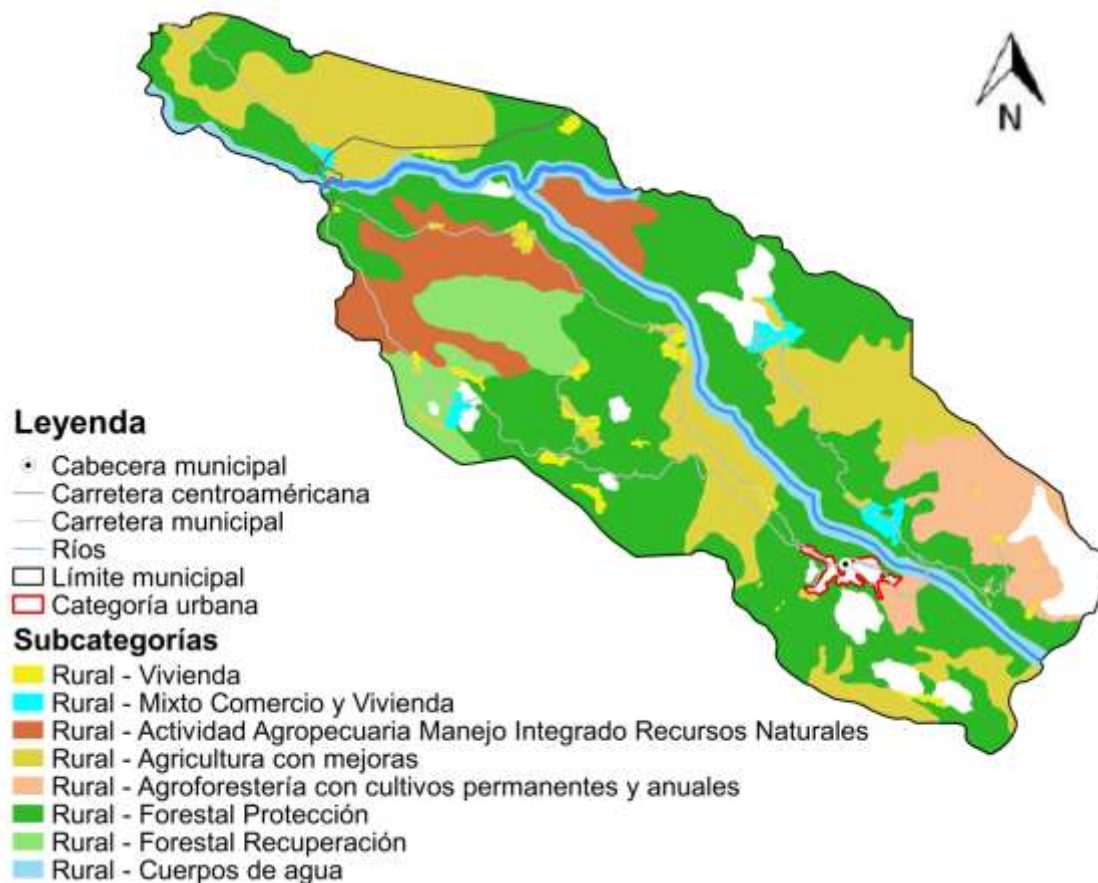 N
Leyenda
Cabecera municipal
Carretera centroaméricana
Carretera municipal
Ríos
Límite municipal
Categoría urbana
Subcategorías
Rural - Vivienda
Rural - Mixto Comercio y Vivienda
Rural - Actividad Agropecuaria Manejo Integrado Recursos Naturales
Rural - Agricultura con mejoras
Rural - Agroforestería con cultivos permanentes y anuales
Rural - Forestal Protección
Rural - Forestal Recuperación
Rural - Cuerpos de agua